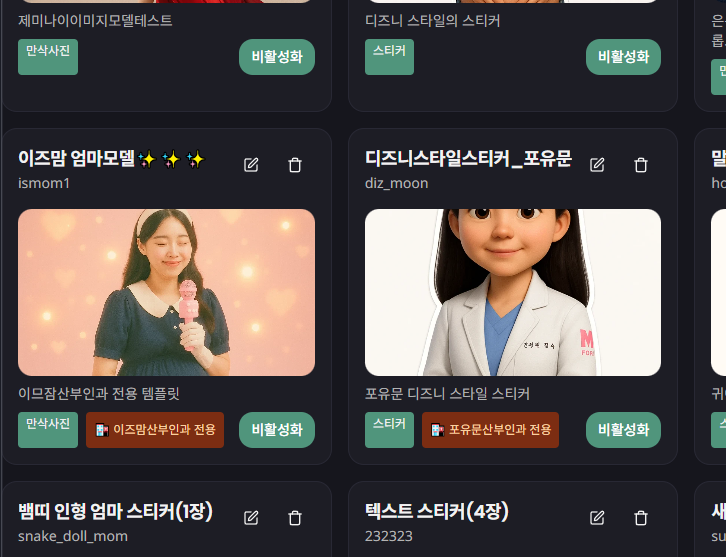 제미나이이미지모델테스트
만삭사진
비활성화
디즈니 스타일의 스티커
스티커
비활성화
이즈맘 엄마모델✨ ✨ ✨
ismom1
이므잠산부인과 전용 템플릿
만삭사진
🏩 이즈맘산부인과 전용
비활성화
디즈니스타일스티커_포유문
diz_moon
포유문 디즈니 스타일 스티커
스티커
🏩 포유문산부인과 전용
비활성화
뱀띠 인형 엄마 스티커(1장)
snake_doll_mom
텍스트 스티커(4장)
232323